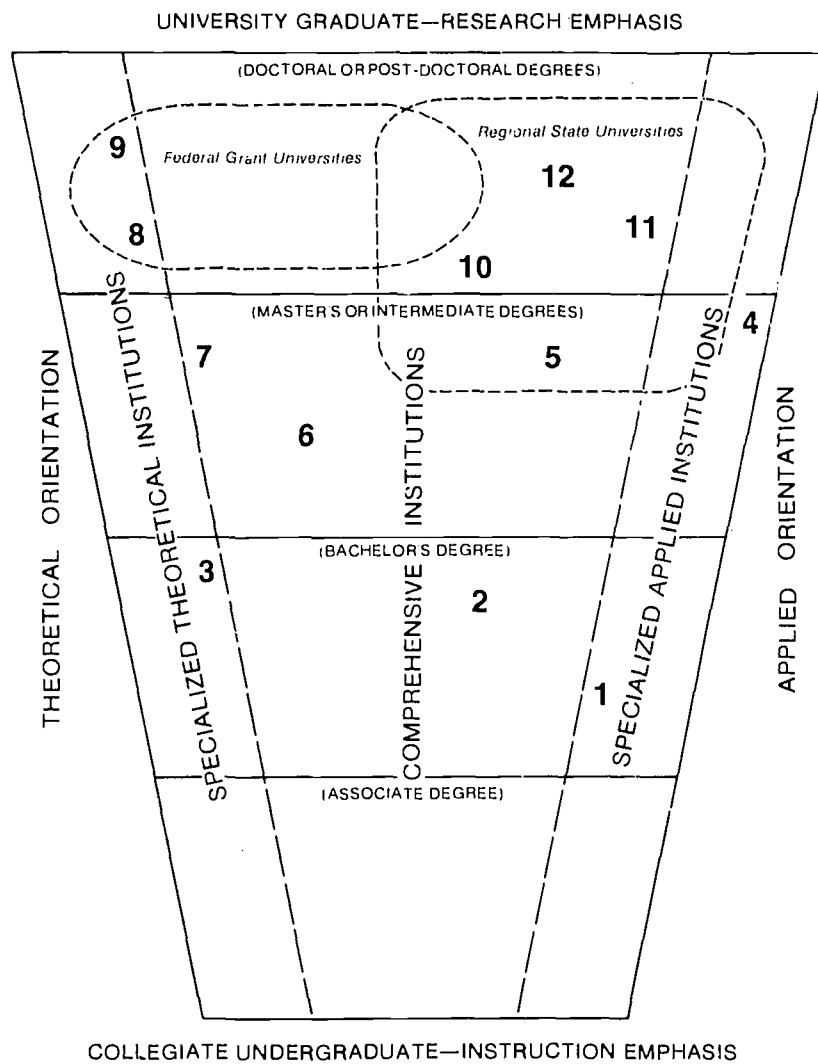 UNIVERSITY GRADUATE—RESEARCH EMPHASIS
(DOCTORAL OR POST-DOCTORAL DEGREES)
Regional State Universities
Federal Grant Universities
9
12
8
11
10
(MASTER'S OR INTERMEDIATE DEGREES)
4
7
5
6
(BACHELOR'S DEGREE)
3
2
1
(ASSOCIATE DEGREE)
THEORETICAL ORIENTATION
SPECIALIZED THEORETICAL INSTITUTIONS
COMPREHENSIVE INSTITUTIONS
SPECIALIZED APPLIED INSTITUTIONS
APPLIED ORIENTATION
COLLEGIATE UNDERGRADUATE—INSTRUCTION EMPHASIS